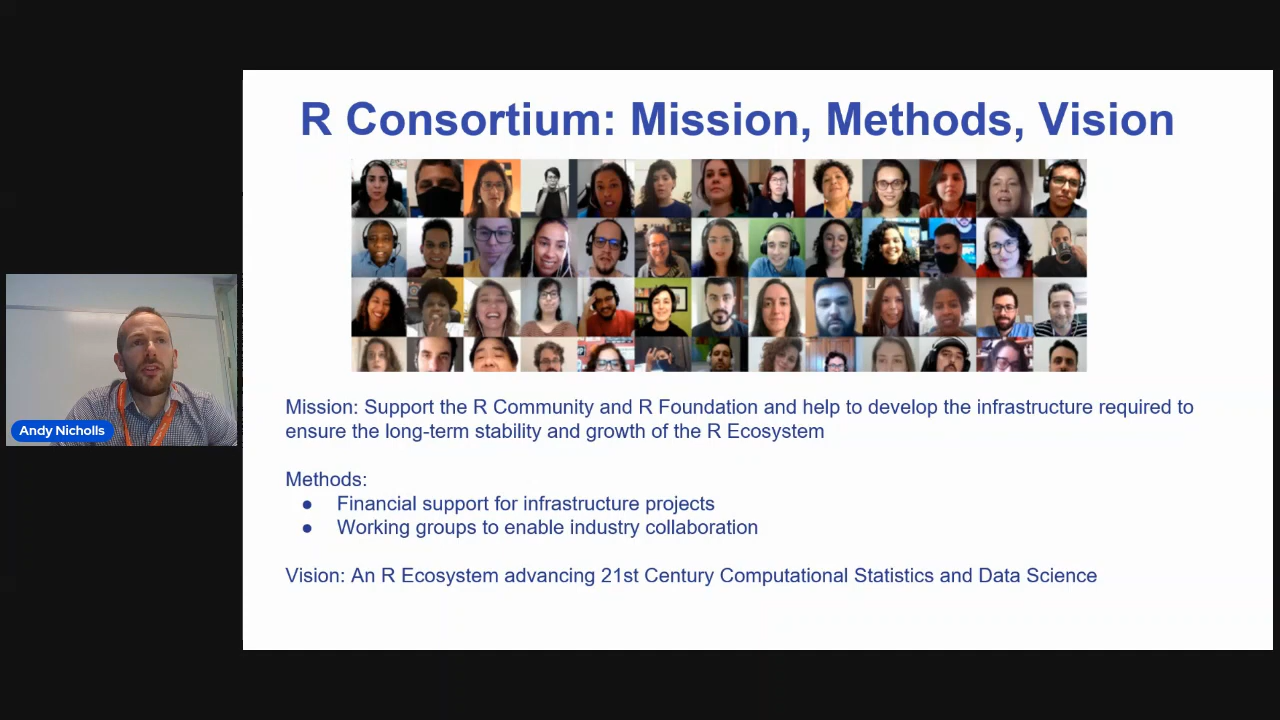 R Consortium: Mission, Methods, Vision
Andy Nicholls
Mission: Support the R Community and R Foundation and help to develop the infrastructure required to
ensure the long-term stability and growth of the R Ecosystem
Methods:
● Financial support for infrastructure projects
● Working groups to enable industry collaboration
Vision: An R Ecosystem advancing 21st Century Computational Statistics and Data Science